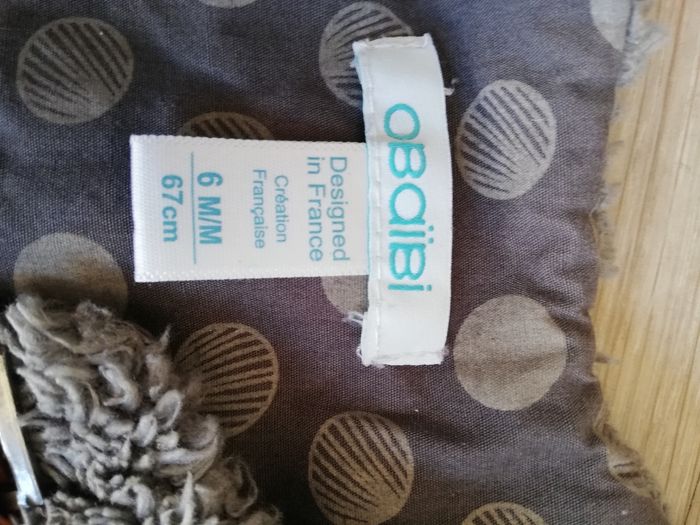 OBaïBi
Designed
in France
Création
Française
6 M/M
67cm